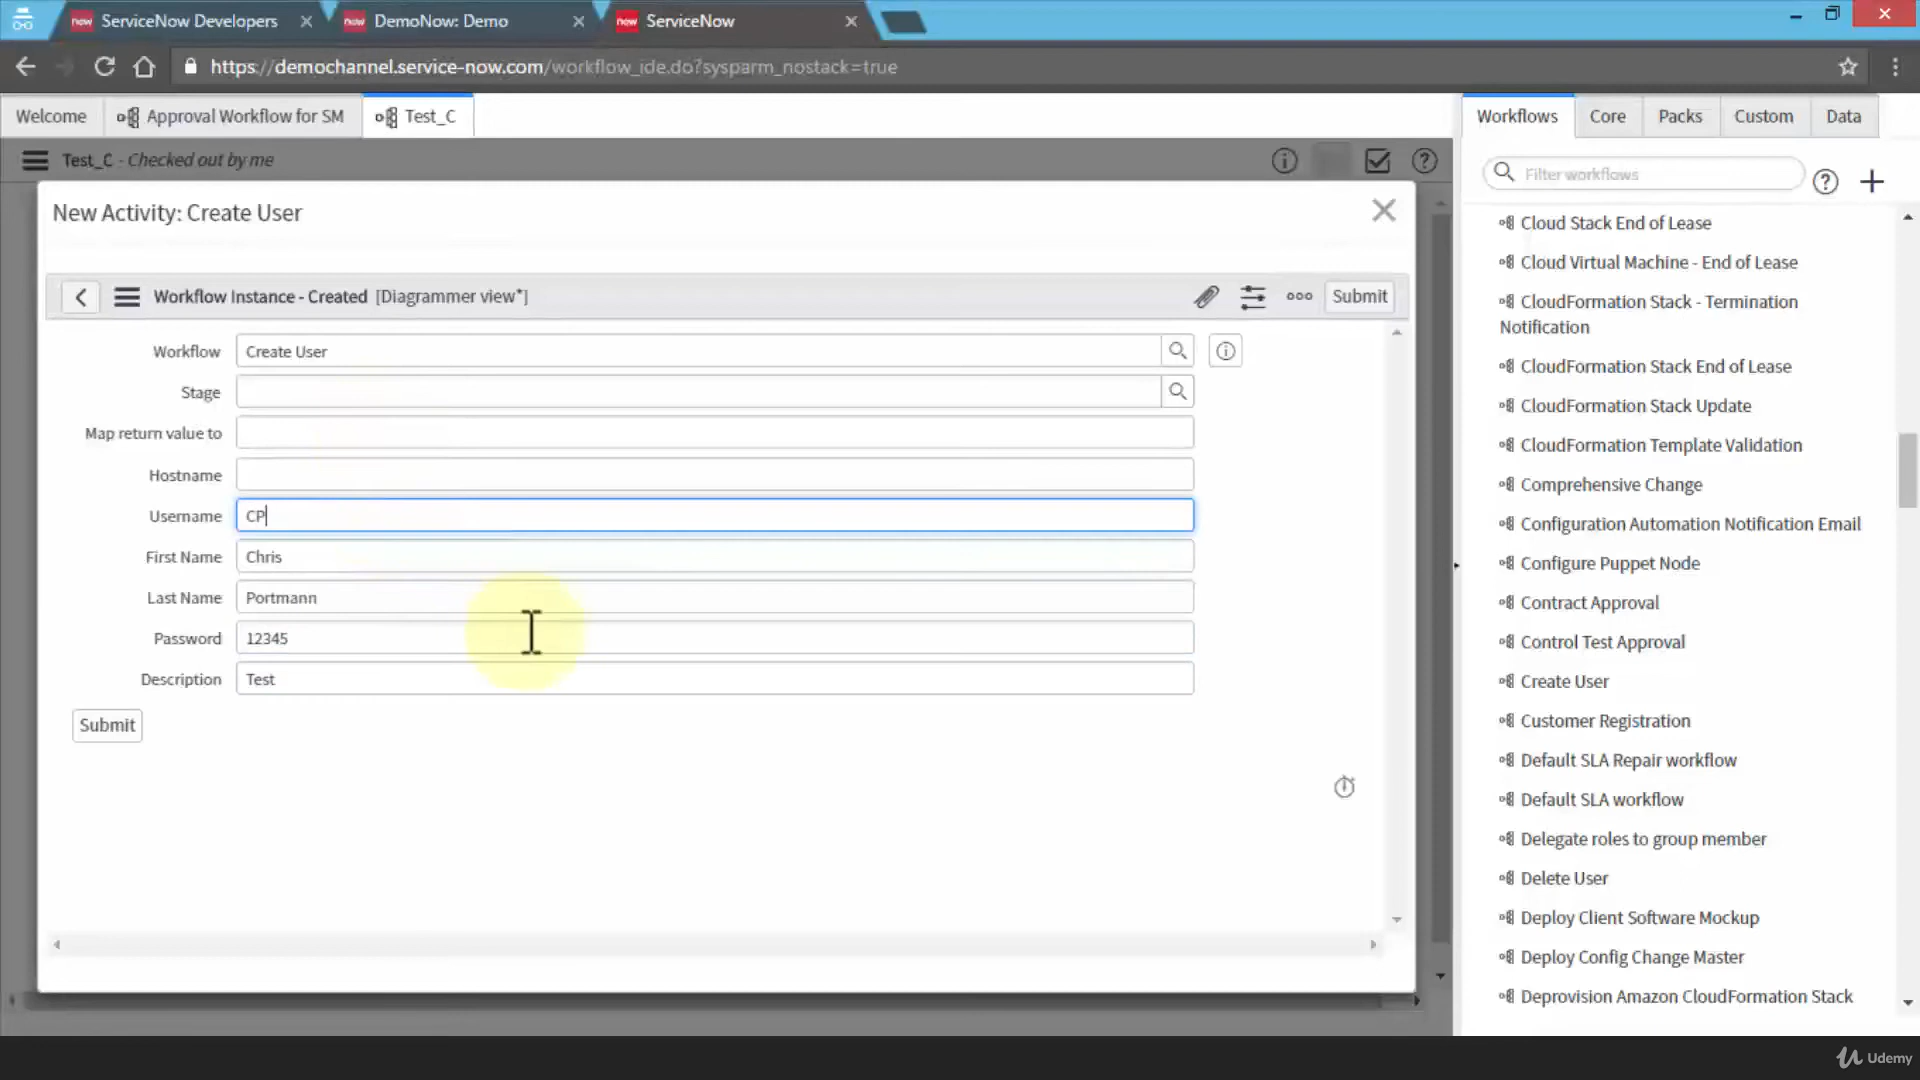 now ServiceNow Developers
now DemoNow: Demo
now ServiceNow
https://demochannel.service-now.com/workflow_ide.do?sysparm_nostack=true
Welcome
Approval Workflow for SM
Test_C
Test_C - Checked out by me
New Activity: Create User
Workflow Instance - Created [Diagrammer view*]
Submit
Workflow Create User
Stage
Map return value to
Hostname
Username CP
First Name Chris
Last Name Portmann
Password 12345
Description Test
Submit
Workflows
Core
Packs
Custom
Data
Filter workflows
Cloud Stack End of Lease
Cloud Virtual Machine - End of Lease
CloudFormation Stack - Termination
Notification
CloudFormation Stack End of Lease
CloudFormation Stack Update
CloudFormation Template Validation
Comprehensive Change
Configuration Automation Notification Email
Configure Puppet Node
Contract Approval
Control Test Approval
Create User
Customer Registration
Default SLA Repair workflow
Default SLA workflow
Delegate roles to group member
Delete User
Deploy Client Software Mockup
Deploy Config Change Master
Deprovision Amazon CloudFormation Stack
Udemy